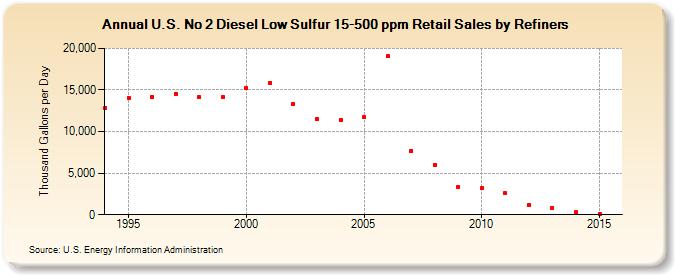 Annual U.S. No 2 Diesel Low Sulfur 15-500 ppm Retail Sales by Refiners
Thousand Gallons per Day
20,000
15,000
10,000
5,000
0
1995 2000 2005 2010 2015
Source: U.S. Energy Information Administration